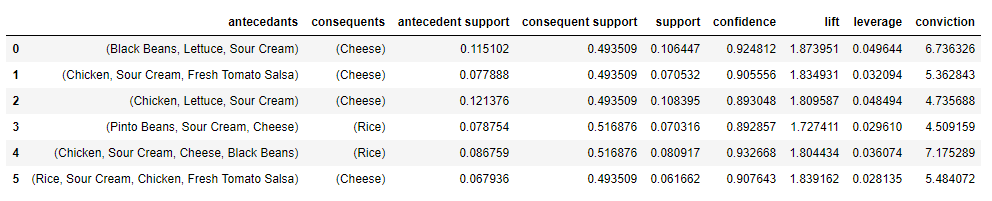 antecedants consequents antecedent support consequent support support confidence lift leverage conviction
0 (Black Beans, Lettuce, Sour Cream) (Cheese) 0.115102 0.493509 0.106447 0.924812 1.873951 0.049644 6.736326
1 (Chicken, Sour Cream, Fresh Tomato Salsa) (Cheese) 0.077888 0.493509 0.070532 0.905556 1.834931 0.032094 5.362843
2 (Chicken, Lettuce, Sour Cream) (Cheese) 0.121376 0.493509 0.108395 0.893048 1.809587 0.048494 4.735688
3 (Pinto Beans, Sour Cream, Cheese) (Rice) 0.078754 0.516876 0.070316 0.892857 1.727411 0.029610 4.509159
4 (Chicken, Sour Cream, Cheese, Black Beans) (Rice) 0.086759 0.516876 0.080917 0.932668 1.804434 0.036074 7.175289
5 (Rice, Sour Cream, Chicken, Fresh Tomato Salsa) (Cheese) 0.067936 0.493509 0.061662 0.907643 1.839162 0.028135 5.484072